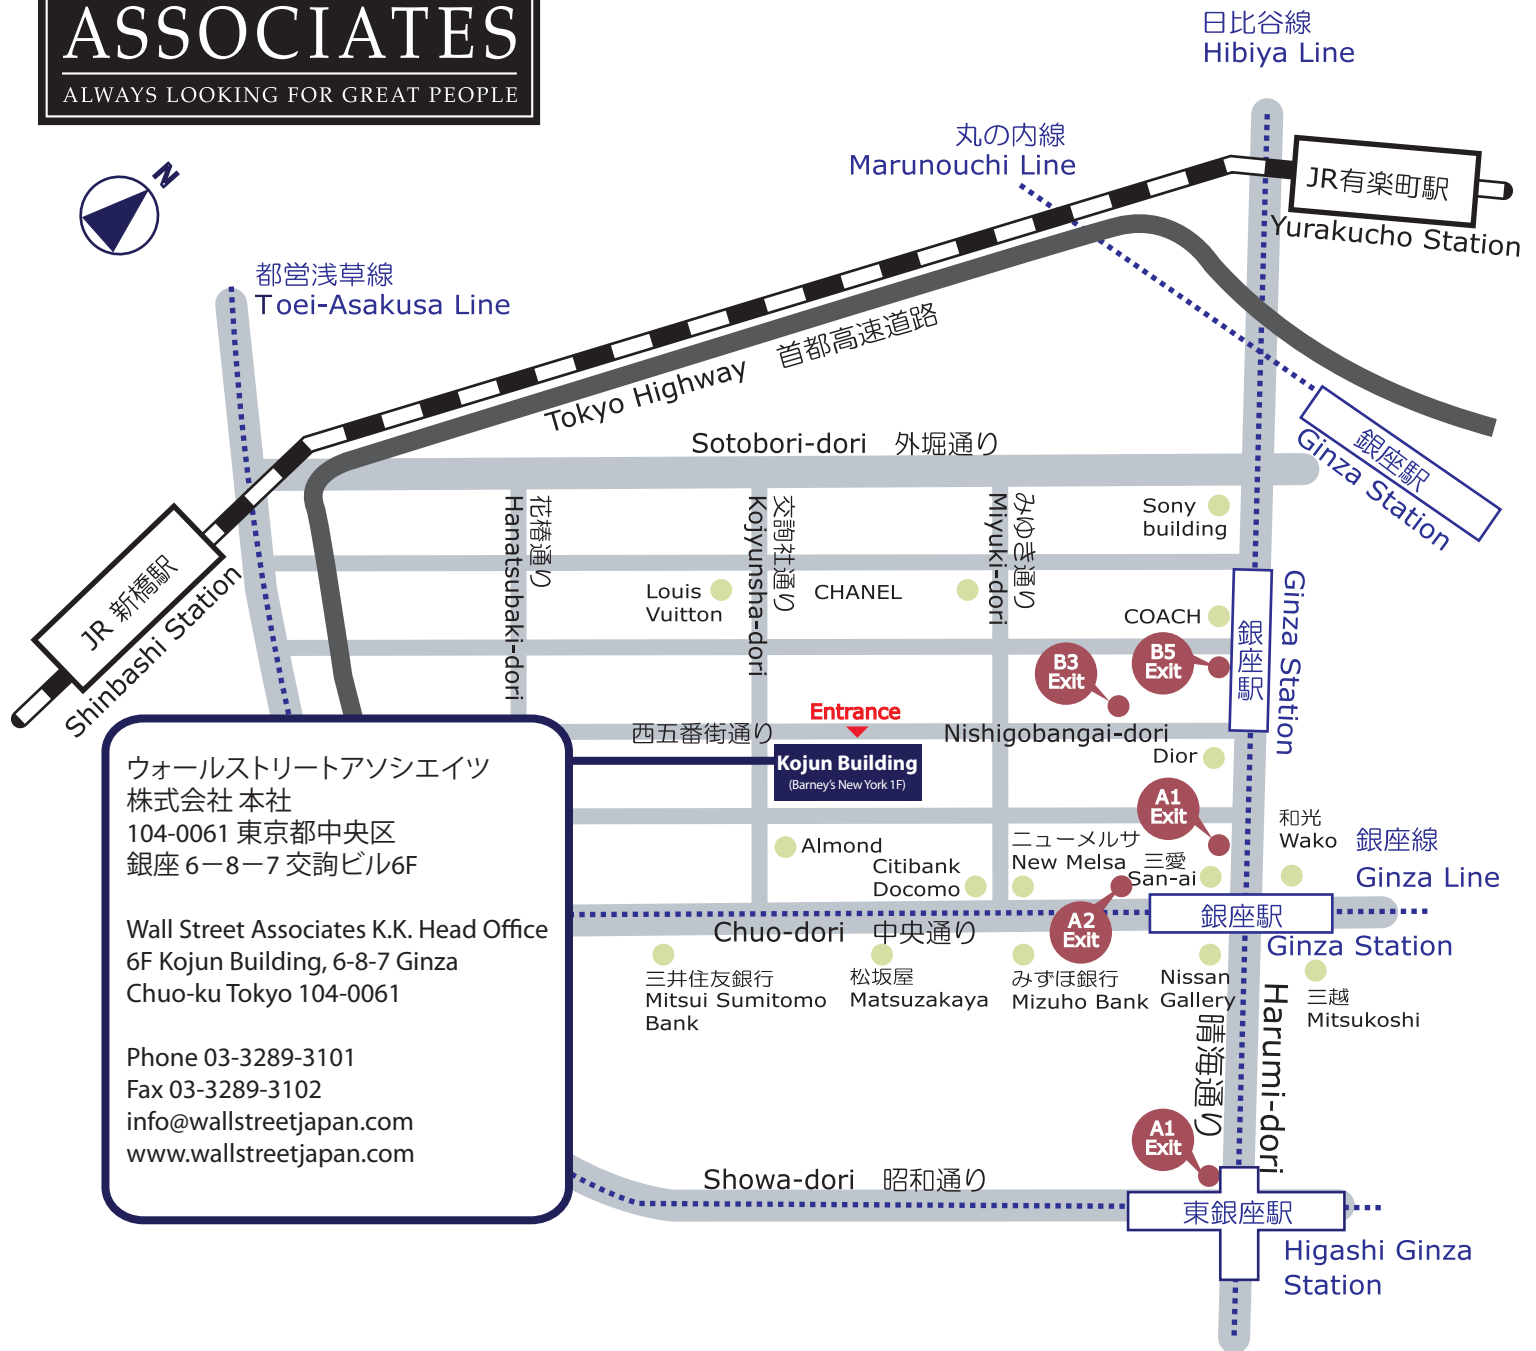 ASSOCIATES
ALWAYS LOOKING FOR GREAT PEOPLE
日比谷線
Hibiya Line
丸の内線
Marunouchi Line
N
JR有楽町駅
Yurakucho Station
都営浅草線
Toei-Asakusa Line
Tokyo Highway 首都高速道路
Sotobori-dori 外堀通り
銀座駅
Ginza Station
JR 新橋駅
Shinbashi Station
花椿通り
Hanatsubaki-dori
交詢社通り
Kojyunsha-dori
みゆき通り
Miyuki-dori
Sony
building
Louis
Vuitton
CHANEL
COACH
銀座駅
Ginza Station
B3
Exit
B5
Exit
Entrance
西五番街通り
Nishigobangai-dori
Kojun Building
(Barney's New York 1F)
Dior
A1
Exit
和光
Wako
銀座線
Ginza Line
Almond
Citibank
Docomo
ニューメルサ
New Melsa
三愛
San-ai
A2
Exit
銀座駅
Ginza Station
Chuo-dori 中央通り
三井住友銀行
Mitsui Sumitomo
Bank
松坂屋
Matsuzakaya
みずほ銀行
Mizuho Bank
Nissan
Gallery
三越
Mitsukoshi
晴海通り
Harumi-dori
ウォールストリートアソシエイツ
株式会社 本社
104-0061 東京都中央区
銀座 6－8－7 交詢ビル6F
Wall Street Associates K.K. Head Office
6F Kojun Building, 6-8-7 Ginza
Chuo-ku Tokyo 104-0061
Phone 03-3289-3101
Fax 03-3289-3102
info@wallstreetjapan.com
www.wallstreetjapan.com
A1
Exit
Showa-dori 昭和通り
東銀座駅
Higashi Ginza
Station